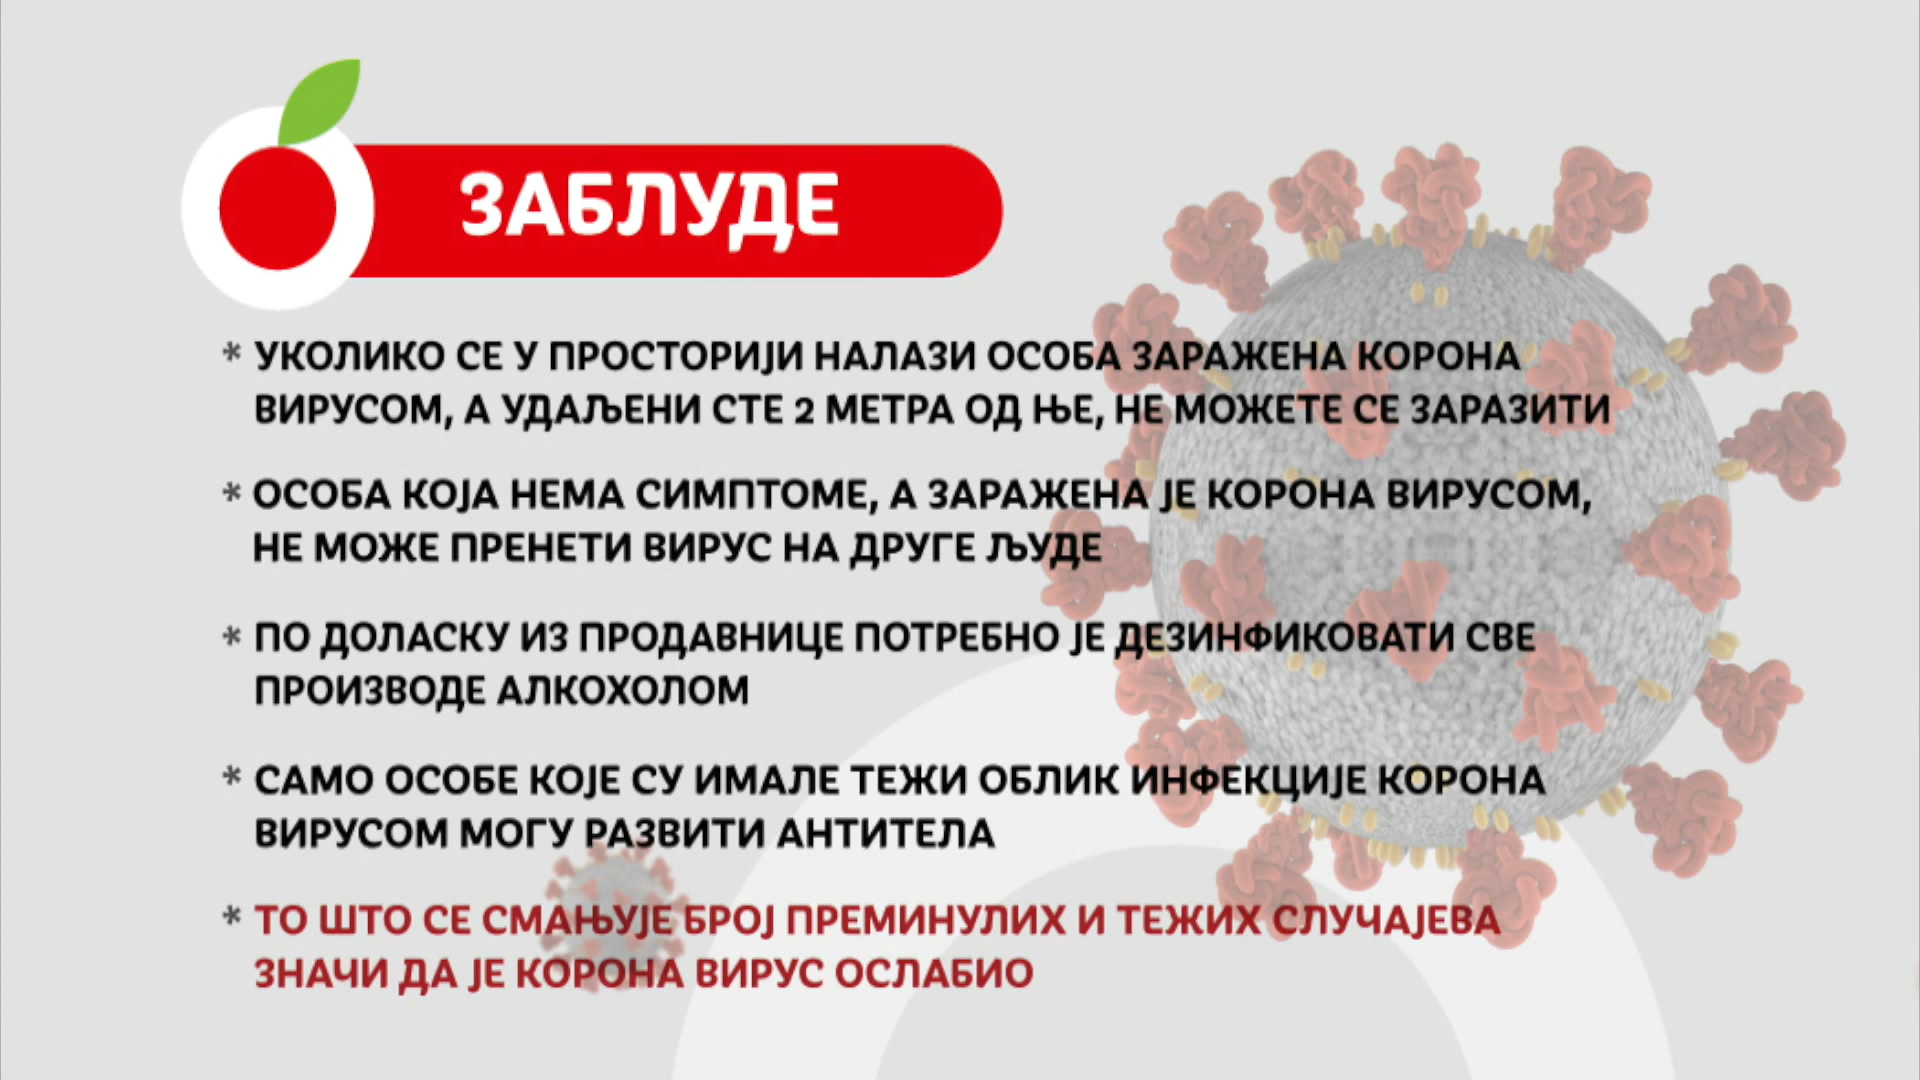 ЗАБЛУДЕ
* УКОЛИКО СЕ У ПРОСТОРИЈИ НАЛАЗИ ОСОБА ЗАРАЖЕНА КОРОНА
ВИРУСОМ, А УДАЉЕНИ СТЕ 2 МЕТРА ОД ЊЕ, НЕ МОЖЕТЕ СЕ ЗАРАЗИТИ
* ОСОБА КОЈА НЕМА СИМПТОМЕ, А ЗАРАЖЕНА ЈЕ КОРОНА ВИРУСОМ,
НЕ МОЖЕ ПРЕНЕТИ ВИРУС НА ДРУГЕ ЉУДЕ
* ПО ДОЛАСКУ ИЗ ПРОДАВНИЦЕ ПОТРЕБНО ЈЕ ДЕЗИНФИКОВАТИ СВЕ
ПРОИЗВОДЕ АЛКОХОЛОМ
* САМО ОСОБЕ КОЈЕ СУ ИМАЛЕ ТЕЖИ ОБЛИК ИНФЕКЦИЈЕ КОРОНА
ВИРУСОМ МОГУ РАЗВИТИ АНТИТЕЛА
* ТО ШТО СЕ СМАЊУЈЕ БРОЈ ПРЕМИНУЛИХ И ТЕЖИХ СЛУЧАЈЕВА
ЗНАЧИ ДА ЈЕ КОРОНА ВИРУС ОСЛАБИО